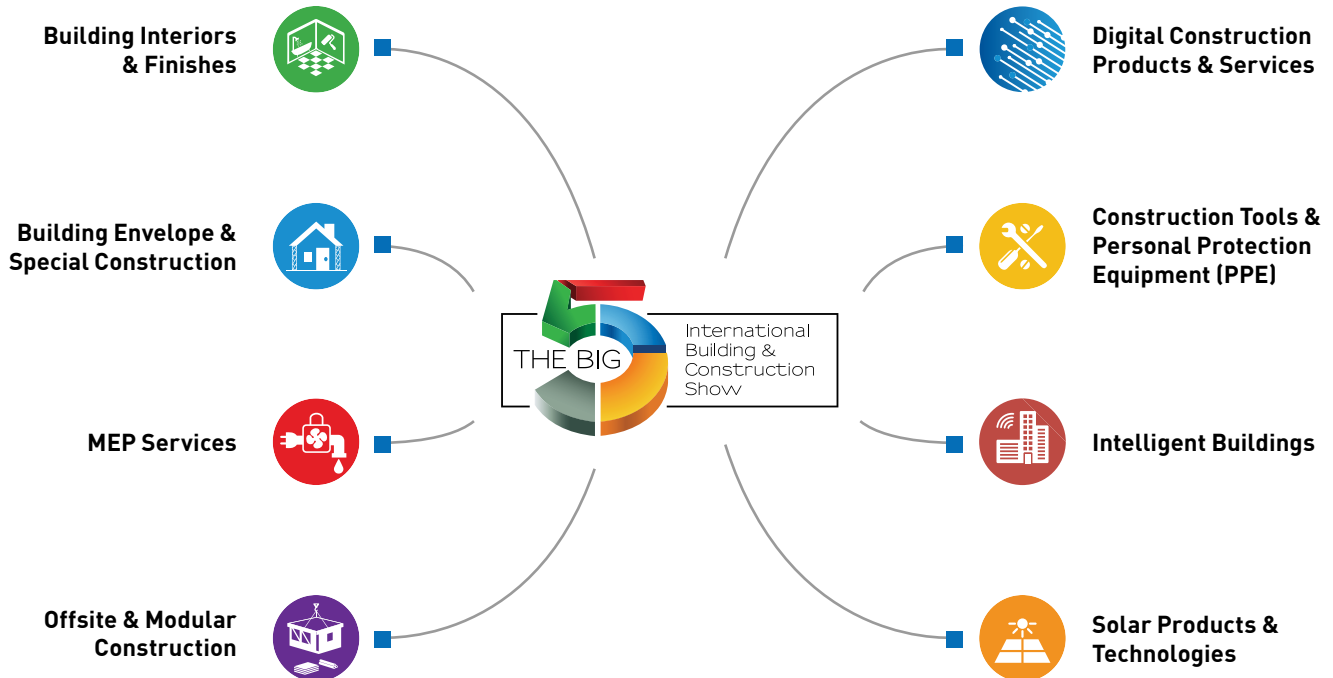 Building Interiors
& Finishes
Digital Construction
Products & Services
Building Envelope &
Special Construction
Construction Tools &
Personal Protection
Equipment (PPE)
THE BIG 5
International
Building &
Construction
Show
MEP Services
Intelligent Buildings
Offsite & Modular
Construction
Solar Products &
Technologies